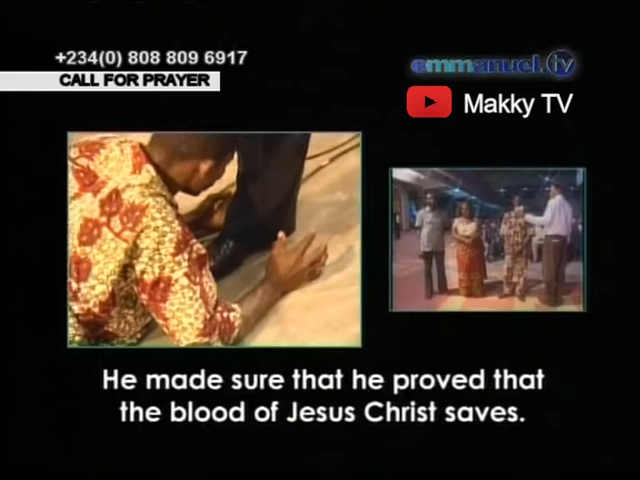 +234(0) 808 809 6917
CALL FOR PRAYER
emmanuel.tv
Makky TV
He made sure that he proved that
the blood of Jesus Christ saves.